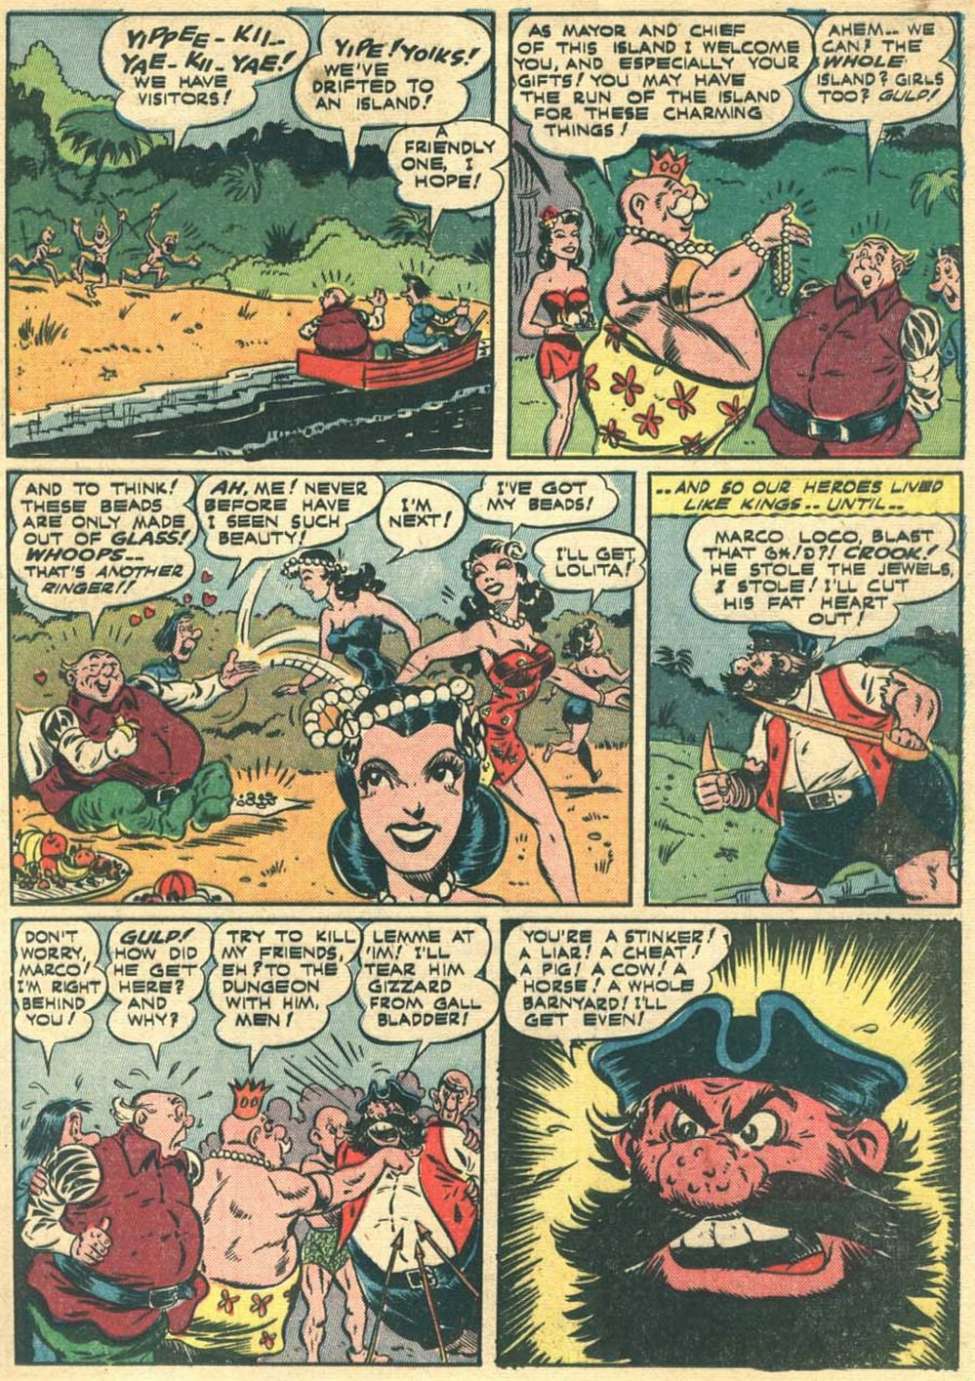 YIPPEE-- KII--
YAE-KII-YAE!
WE HAVE
VISITORS!
YIPE! YOIKS!
WE'VE
DRIFTED TO
AN ISLAND!
A
FRIENDLY
ONE, I
HOPE!
AS MAYOR AND CHIEF
OF THIS ISLAND I WELCOME
YOU, AND ESPECIALLY YOUR
GIFTS! YOU MAY HAVE
THE RUN OF THE ISLAND
FOR THESE CHARMING
THINGS!
AHEM-- WE
CAN? THE
WHOLE
ISLAND? GIRLS
TOO? GULP!
AND TO THINK!
THESE BEADS
ARE ONLY MADE
OUT OF GLASS!
WHOOPS--
THAT'S ANOTHER
RINGER!!
AH, ME! NEVER
BEFORE HAVE
I SEEN SUCH
BEAUTY!
I'M
NEXT!
I'VE GOT
MY BEADS!
I'LL GET
LOLITA!
..AND SO OUR HEROES LIVED
LIKE KINGS.. UNTIL..
MARCO LOCO, BLAST
THAT G*!?! CROOK!
HE STOLE THE JEWELS,
I STOLE! I'LL CUT
HIS FAT HEART
OUT!
DON'T
WORRY,
MARCO!
I'M RIGHT
BEHIND
YOU!
GULP!
HOW DID
HE GET
HERE?
AND
WHY?
TRY TO KILL
MY FRIENDS,
EH? TO THE
DUNGEON
WITH HIM,
MEN!
LEMME AT
'IM! I'LL
TEAR HIM
GIZZARD
FROM GALL
BLADDER!
YOU'RE A STINKER!
A LIAR! A CHEAT!
A PIG! A COW! A
HORSE! A WHOLE
BARNYARD! I'LL
GET EVEN!